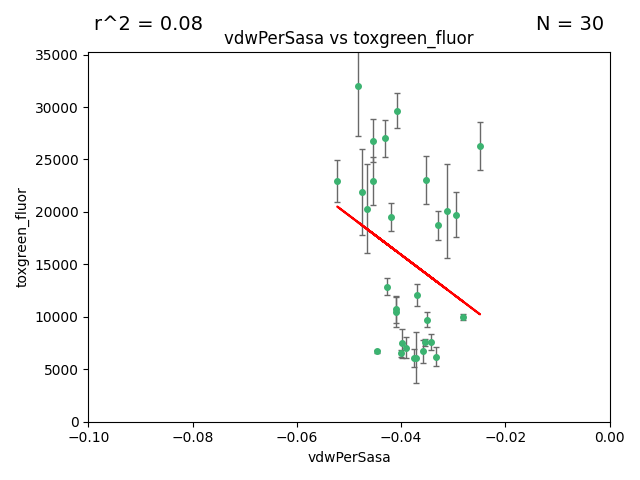 r^2 = 0.08
N = 30
vdwPerSasa vs toxgreen_fluor
35000
30000
25000
20000
15000
10000
5000
0
toxgreen_fluor
−0.10
−0.08
−0.06
−0.04
−0.02
0.00
vdwPerSasa